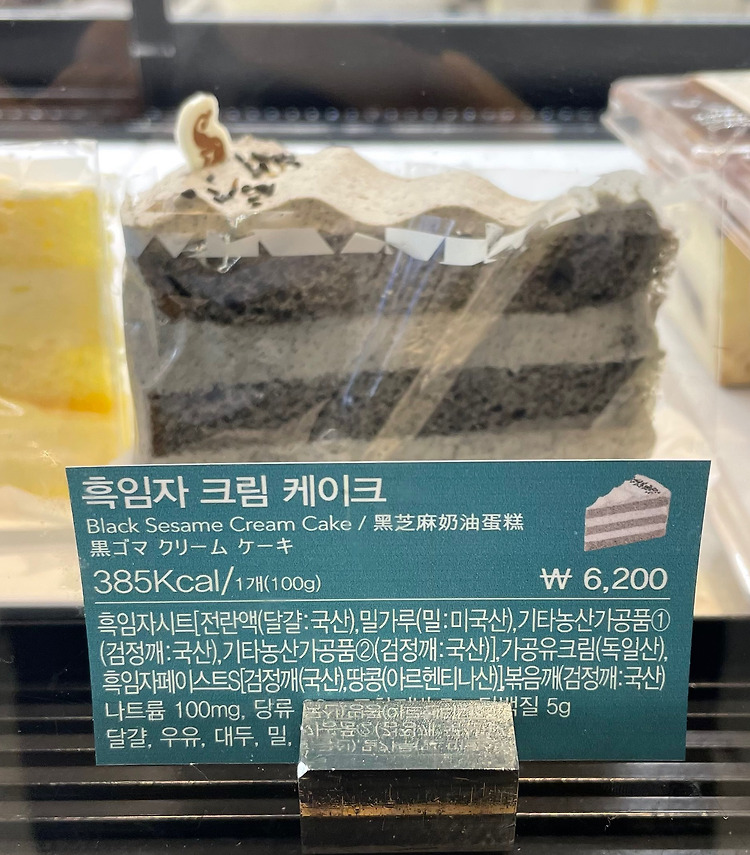 흑임자 크림 케이크
Black Sesame Cream Cake / 黑芝麻奶油蛋糕
黒ゴマ クリーム ケーキ
385Kcal/1개(100g) ₩ 6,200
흑임자시트[전란액(달걀:국산),밀가루(밀:미국산),기타농산가공품①
(검정깨:국산),기타농산가공품②(검정깨:국산)],가공유크림(독일산),
흑임자페이스트S[검정깨(국산),땅콩(아르헨티나산)],볶음깨(검정깨:국산)
나트륨 100mg, 당류 5g
달걀, 우유, 대두, 밀,